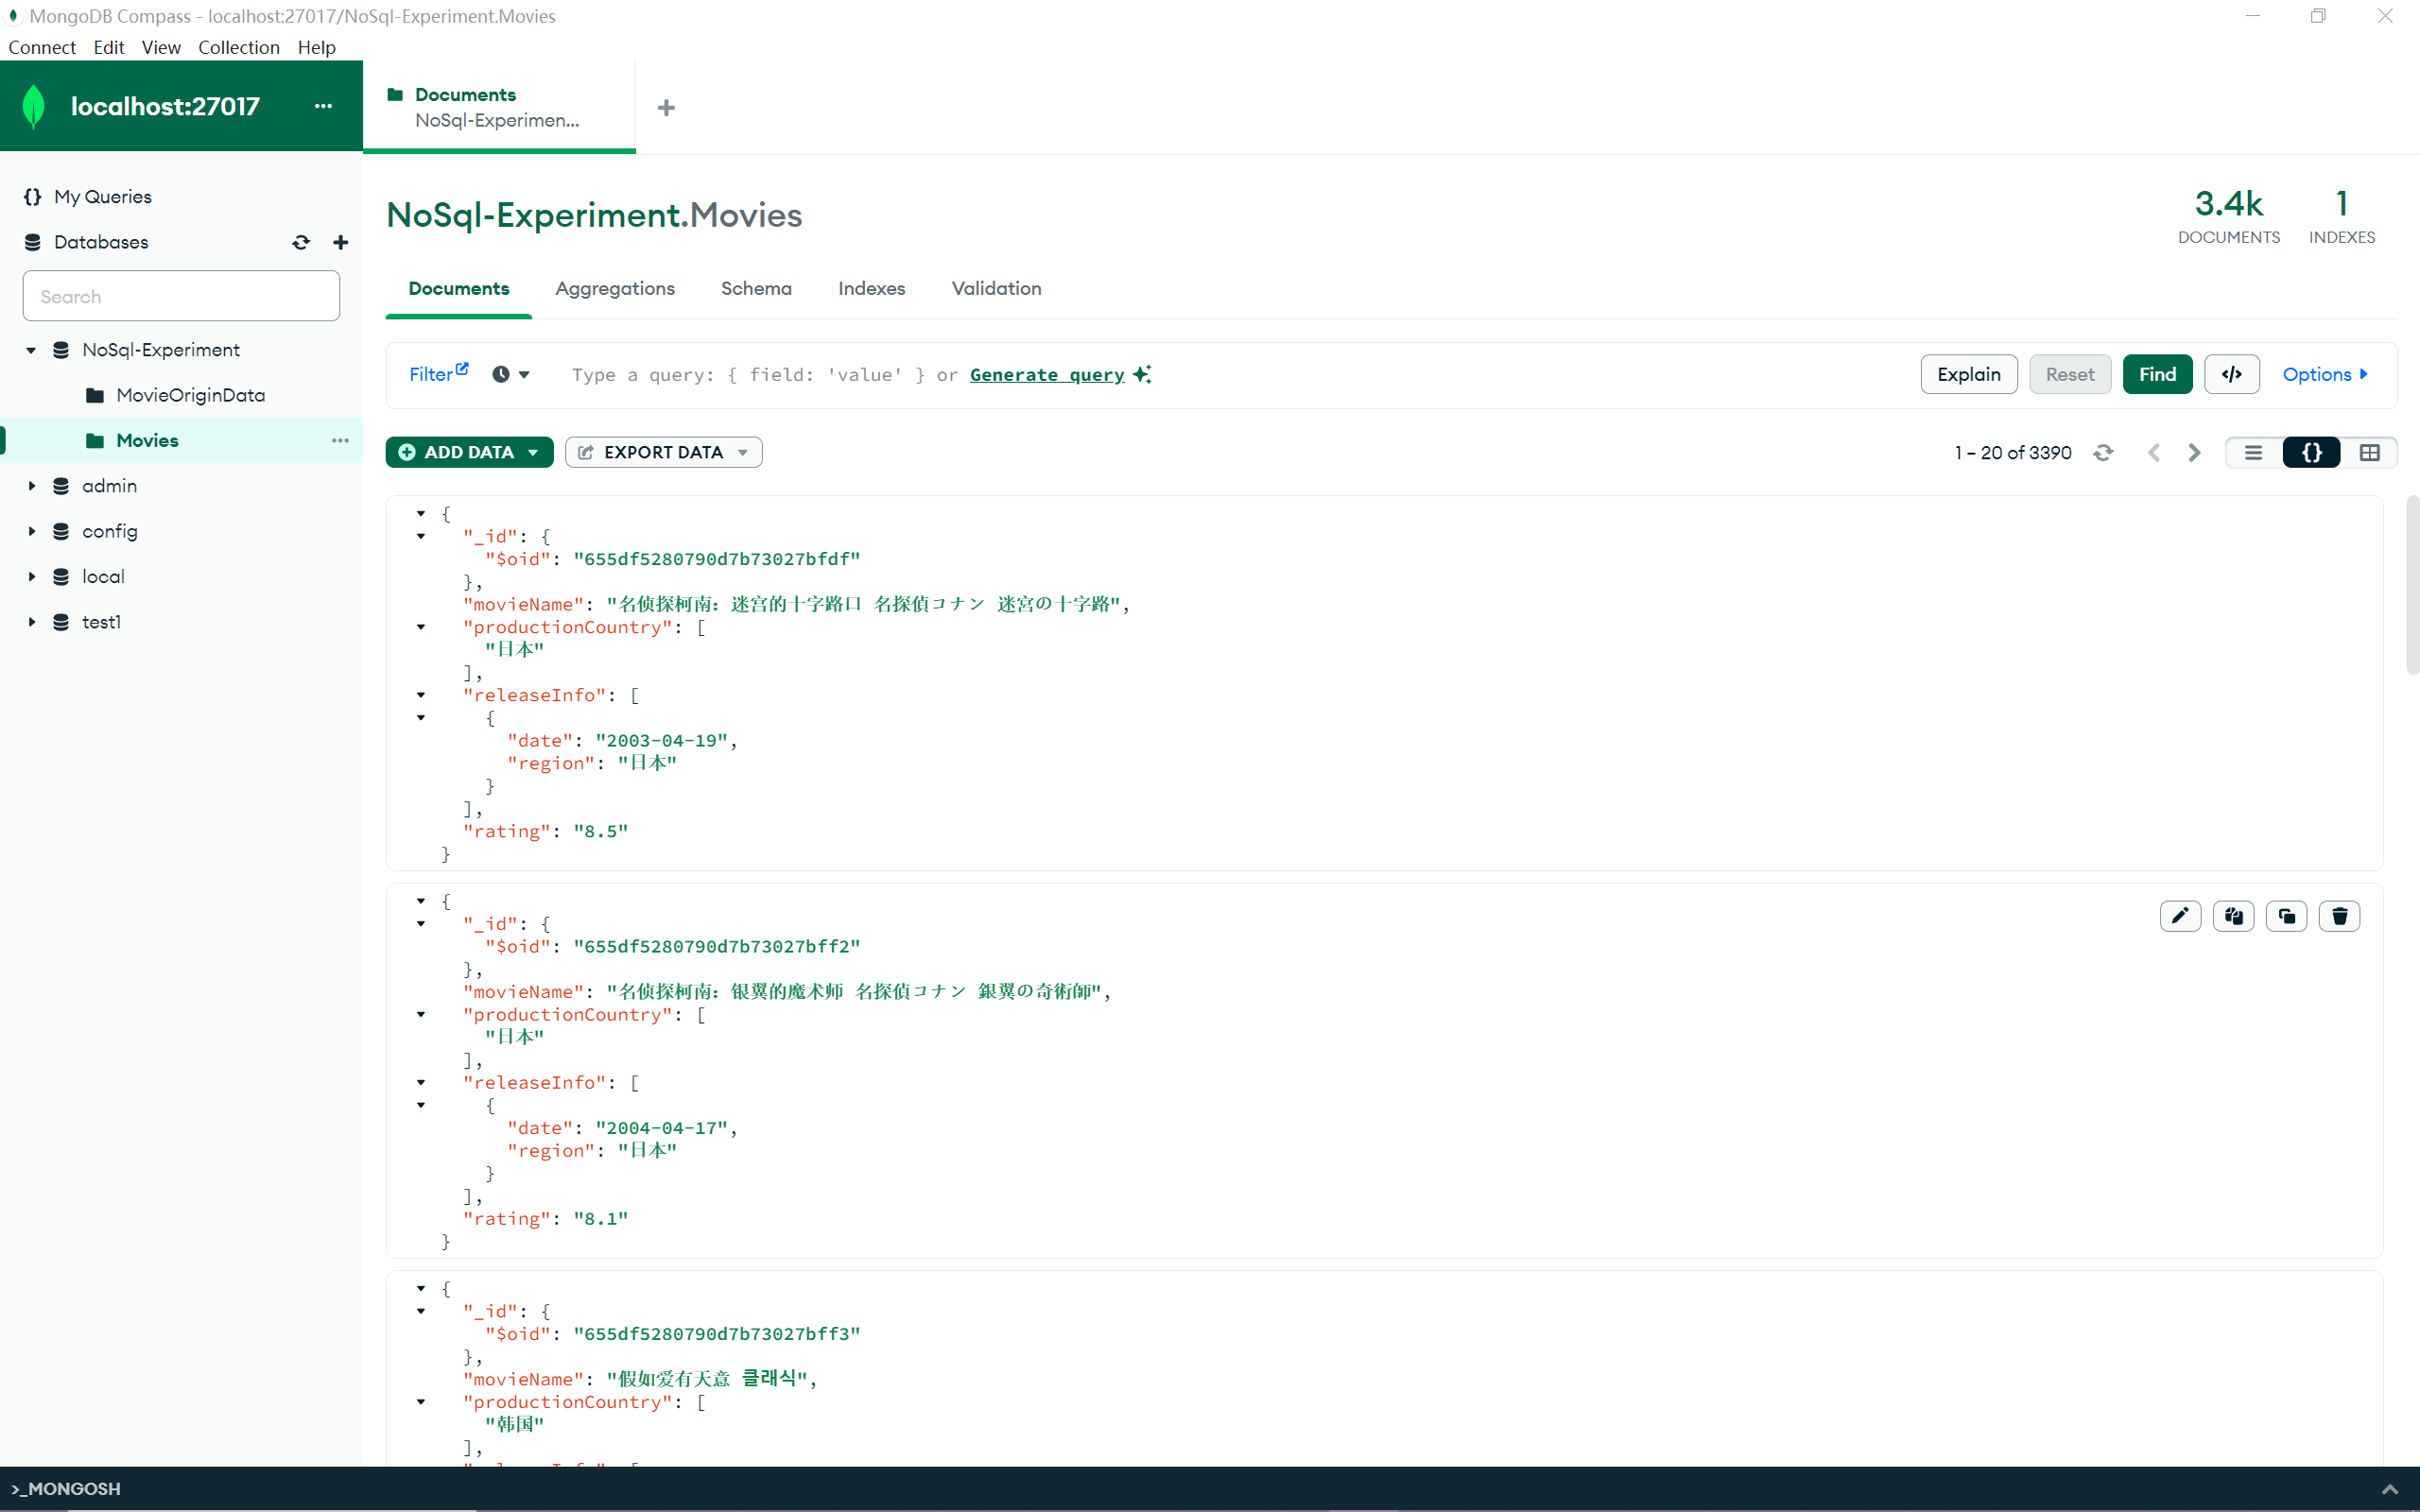 MongoDB Compass - localhost:27017/NoSql-Experiment.Movies
Connect Edit View Collection Help
localhost:27017
Documents
NoSql-Experimen...
My Queries
Databases
Search
NoSql-Experiment
MovieOriginData
Movies
admin
config
local
test1
NoSql-Experiment.Movies
3.4k
DOCUMENTS
1
INDEXES
Documents Aggregations Schema Indexes Validation
Filter Type a query: { field: 'value' } or Generate query Explain Reset Find </> Options
ADD DATA EXPORT DATA 1 – 20 of 3390 {}
{
"_id": {
"$oid": "655df5280790d7b73027bfdf"
},
"movieName": "名侦探柯南：迷宫的十字路口 名探偵コナン 迷宮の十字路",
"productionCountry": [
"日本"
],
"releaseInfo": [
{
"date": "2003-04-19",
"region": "日本"
}
],
"rating": "8.5"
}
{
"_id": {
"$oid": "655df5280790d7b73027bff2"
},
"movieName": "名侦探柯南：银翼的魔术师 名探偵コナン 銀翼の奇術師",
"productionCountry": [
"日本"
],
"releaseInfo": [
{
"date": "2004-04-17",
"region": "日本"
}
],
"rating": "8.1"
}
{
"_id": {
"$oid": "655df5280790d7b73027bff3"
},
"movieName": "假如爱有天意 클래식",
"productionCountry": [
"韩国"
],
>_MONGOSH